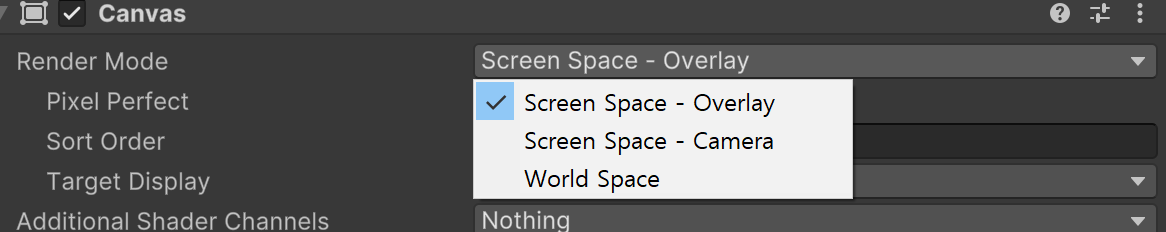 Canvas
Render Mode Screen Space - Overlay
Pixel Perfect Screen Space - Overlay
Sort Order Screen Space - Camera
Target Display World Space
Additional Shader Channels Nothing